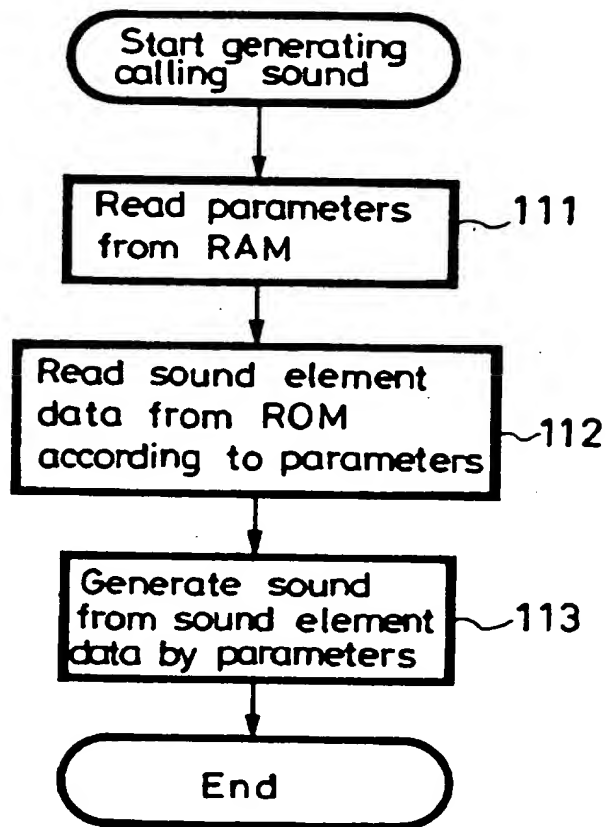 Start generating
calling sound
Read parameters
from RAM
111
Read sound element
data from ROM
according to parameters
112
Generate sound
from sound element
data by parameters
113
End